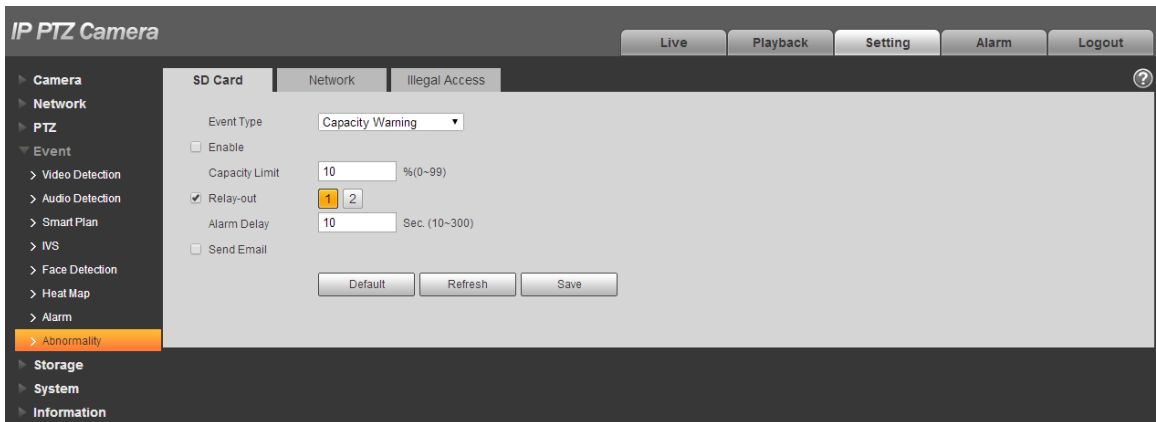 IP PTZ Camera
Live Playback Setting Alarm Logout
Camera
Network
PTZ
Event
Video Detection
Audio Detection
Smart Plan
IVS
Face Detection
Heat Map
Alarm
Abnormality
Storage
System
Information
SD Card Network Illegal Access ?
Event Type Capacity Warning
Enable
Capacity Limit 10 %(0~99)
Relay-out 1 2
Alarm Delay 10 Sec. (10~300)
Send Email
Default Refresh Save